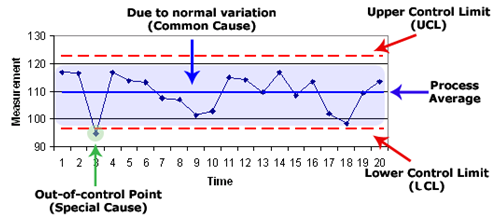 Due to normal variation
(Common Cause)
Upper Control Limit
(UCL)
130
120
110
100
90
Measurement
Process
Average
1 2 3 4 5 6 7 8 9 10 11 12 13 14 15 16 17 18 19 20
Time
Out-of-control Point
(Special Cause)
Lower Control Limit
(LCL)